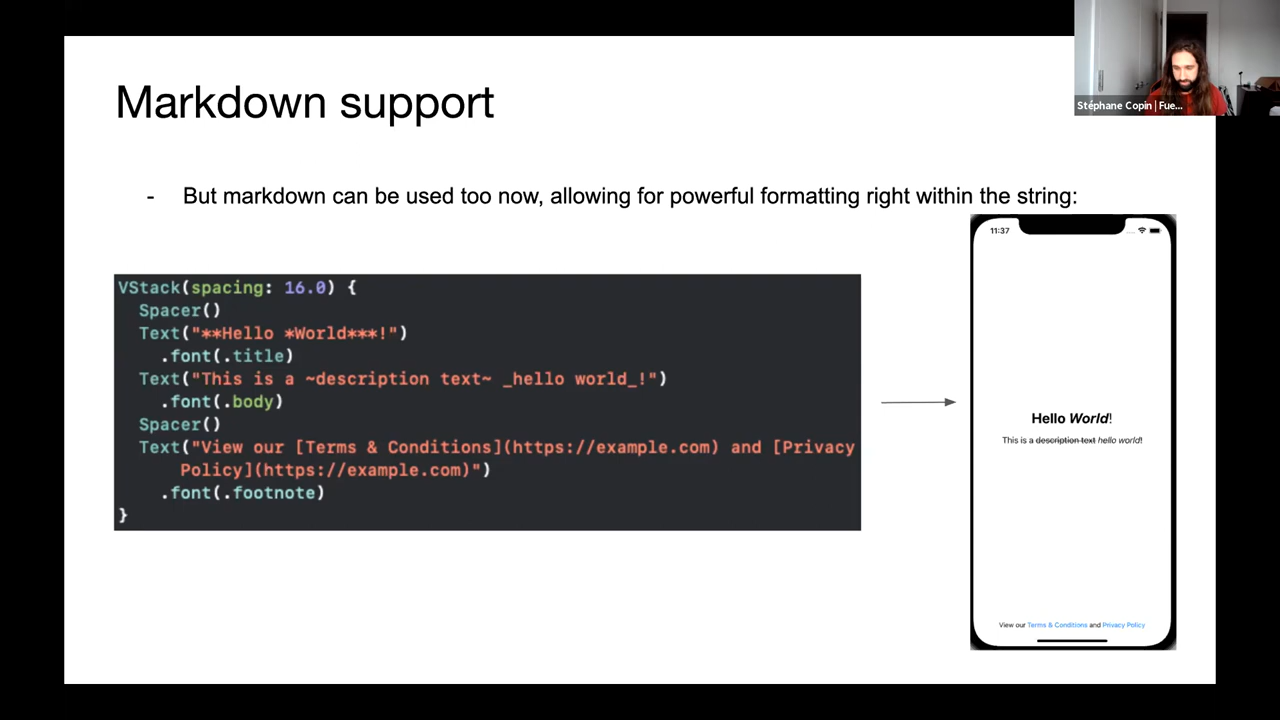 Stéphane Copin | Fue...
Markdown support
- But markdown can be used too now, allowing for powerful formatting right within the string:
VStack(spacing: 16.0) {
Spacer()
Text("**Hello *World***!")
.font(.title)
Text("This is a ~description text~ _hello world_!")
.font(.body)
Spacer()
Text("View our [Terms & Conditions](https://example.com) and [Privacy
Policy](https://example.com)")
.font(.footnote)
}
11:37
Hello World!
This is a description text hello world!
View our Terms & Conditions and Privacy Policy